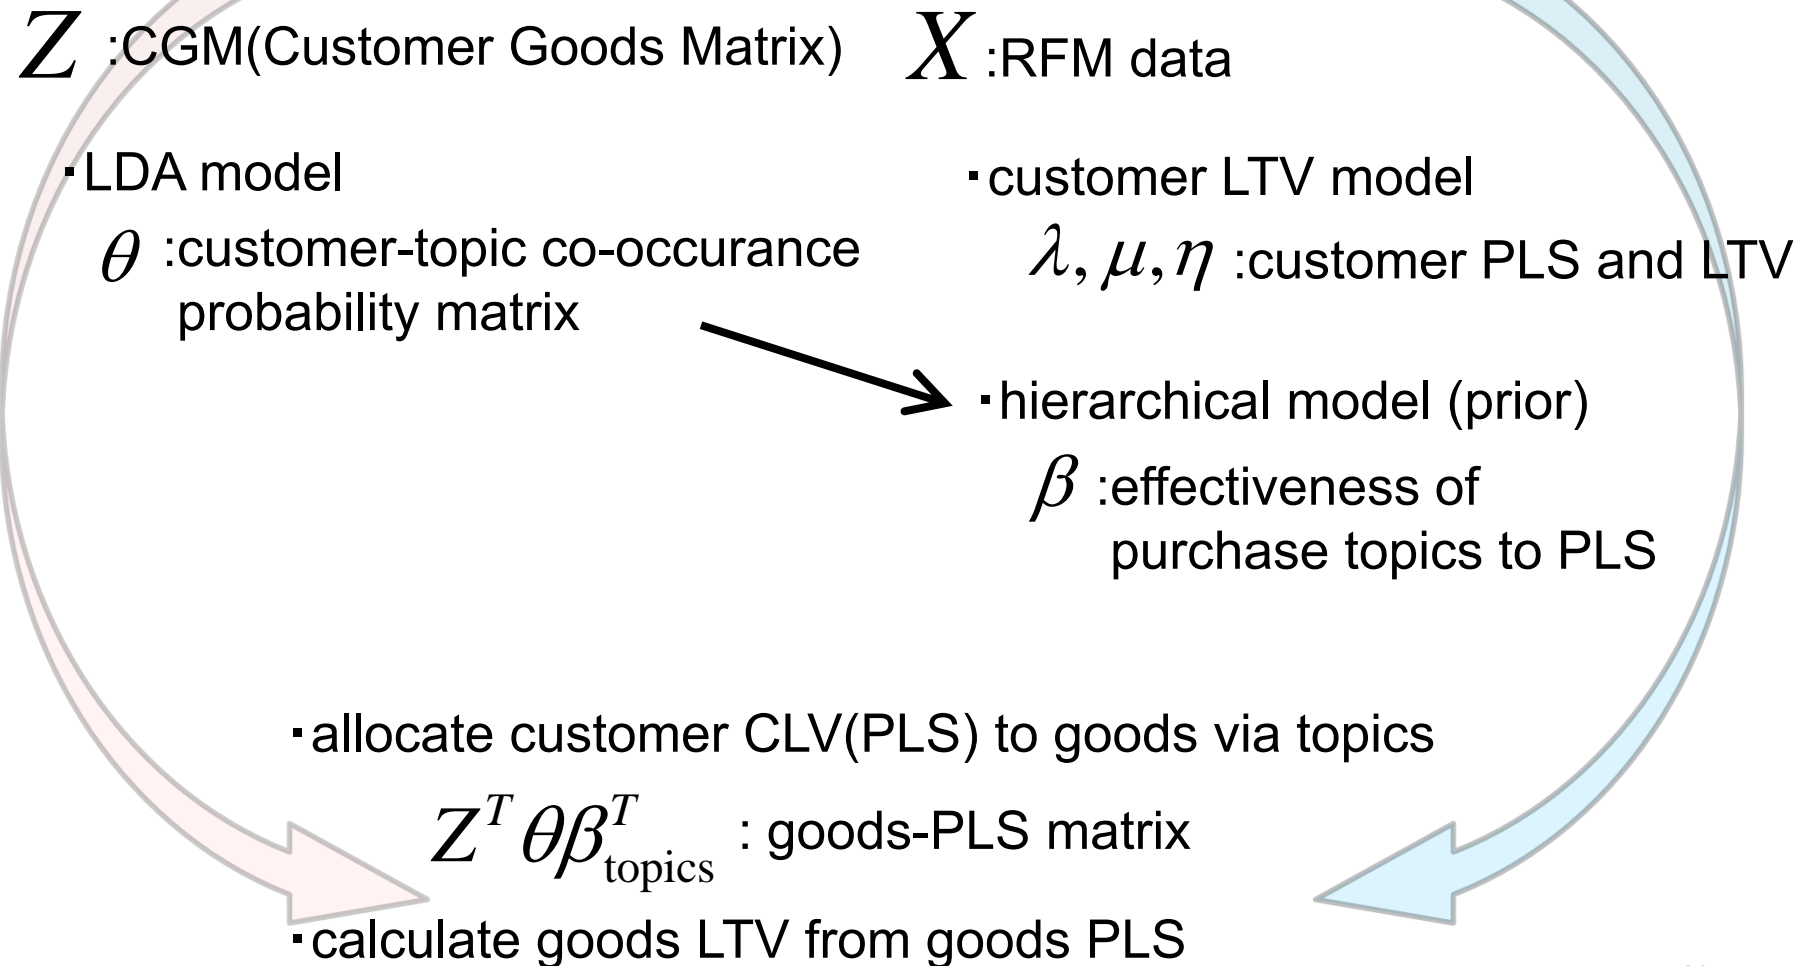 Z :CGM(Customer Goods Matrix)
X :RFM data
・LDA model
θ :customer-topic co-occurance
probability matrix
・customer LTV model
λ, μ, η :customer PLS and LTV
・hierarchical model (prior)
β :effectiveness of
purchase topics to PLS
・allocate customer CLV(PLS) to goods via topics
Z^T θβ^T_topics : goods-PLS matrix
・calculate goods LTV from goods PLS